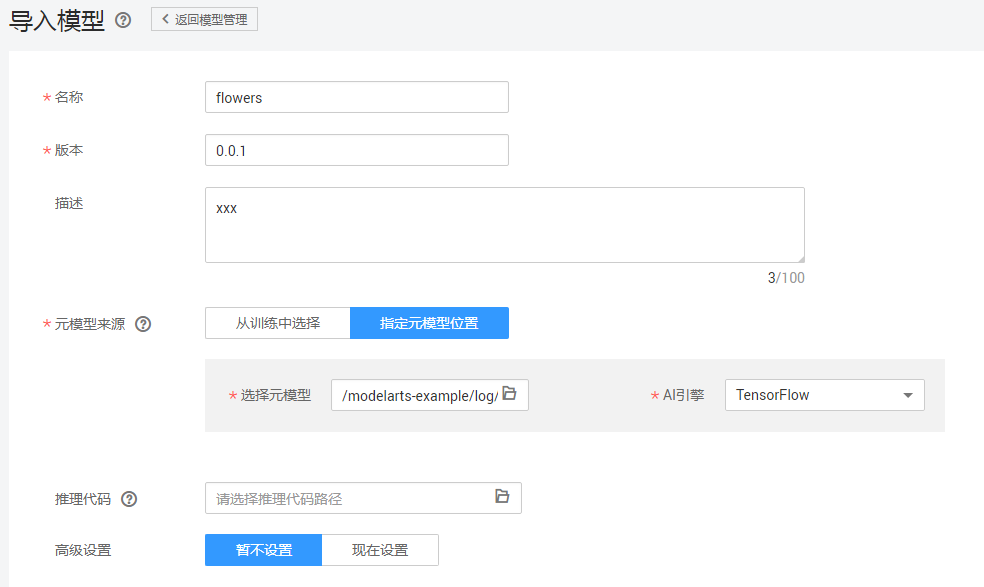 导入模型 ? < 返回模型管理
* 名称 flowers
* 版本 0.0.1
描述 xxx
3/100
* 元模型来源 ? 从训练中选择 指定元模型位置
* 选择元模型 /modelarts-example/log/ * AI引擎 TensorFlow
推理代码 ? 请选择推理代码路径
高级设置 暂不设置 现在设置